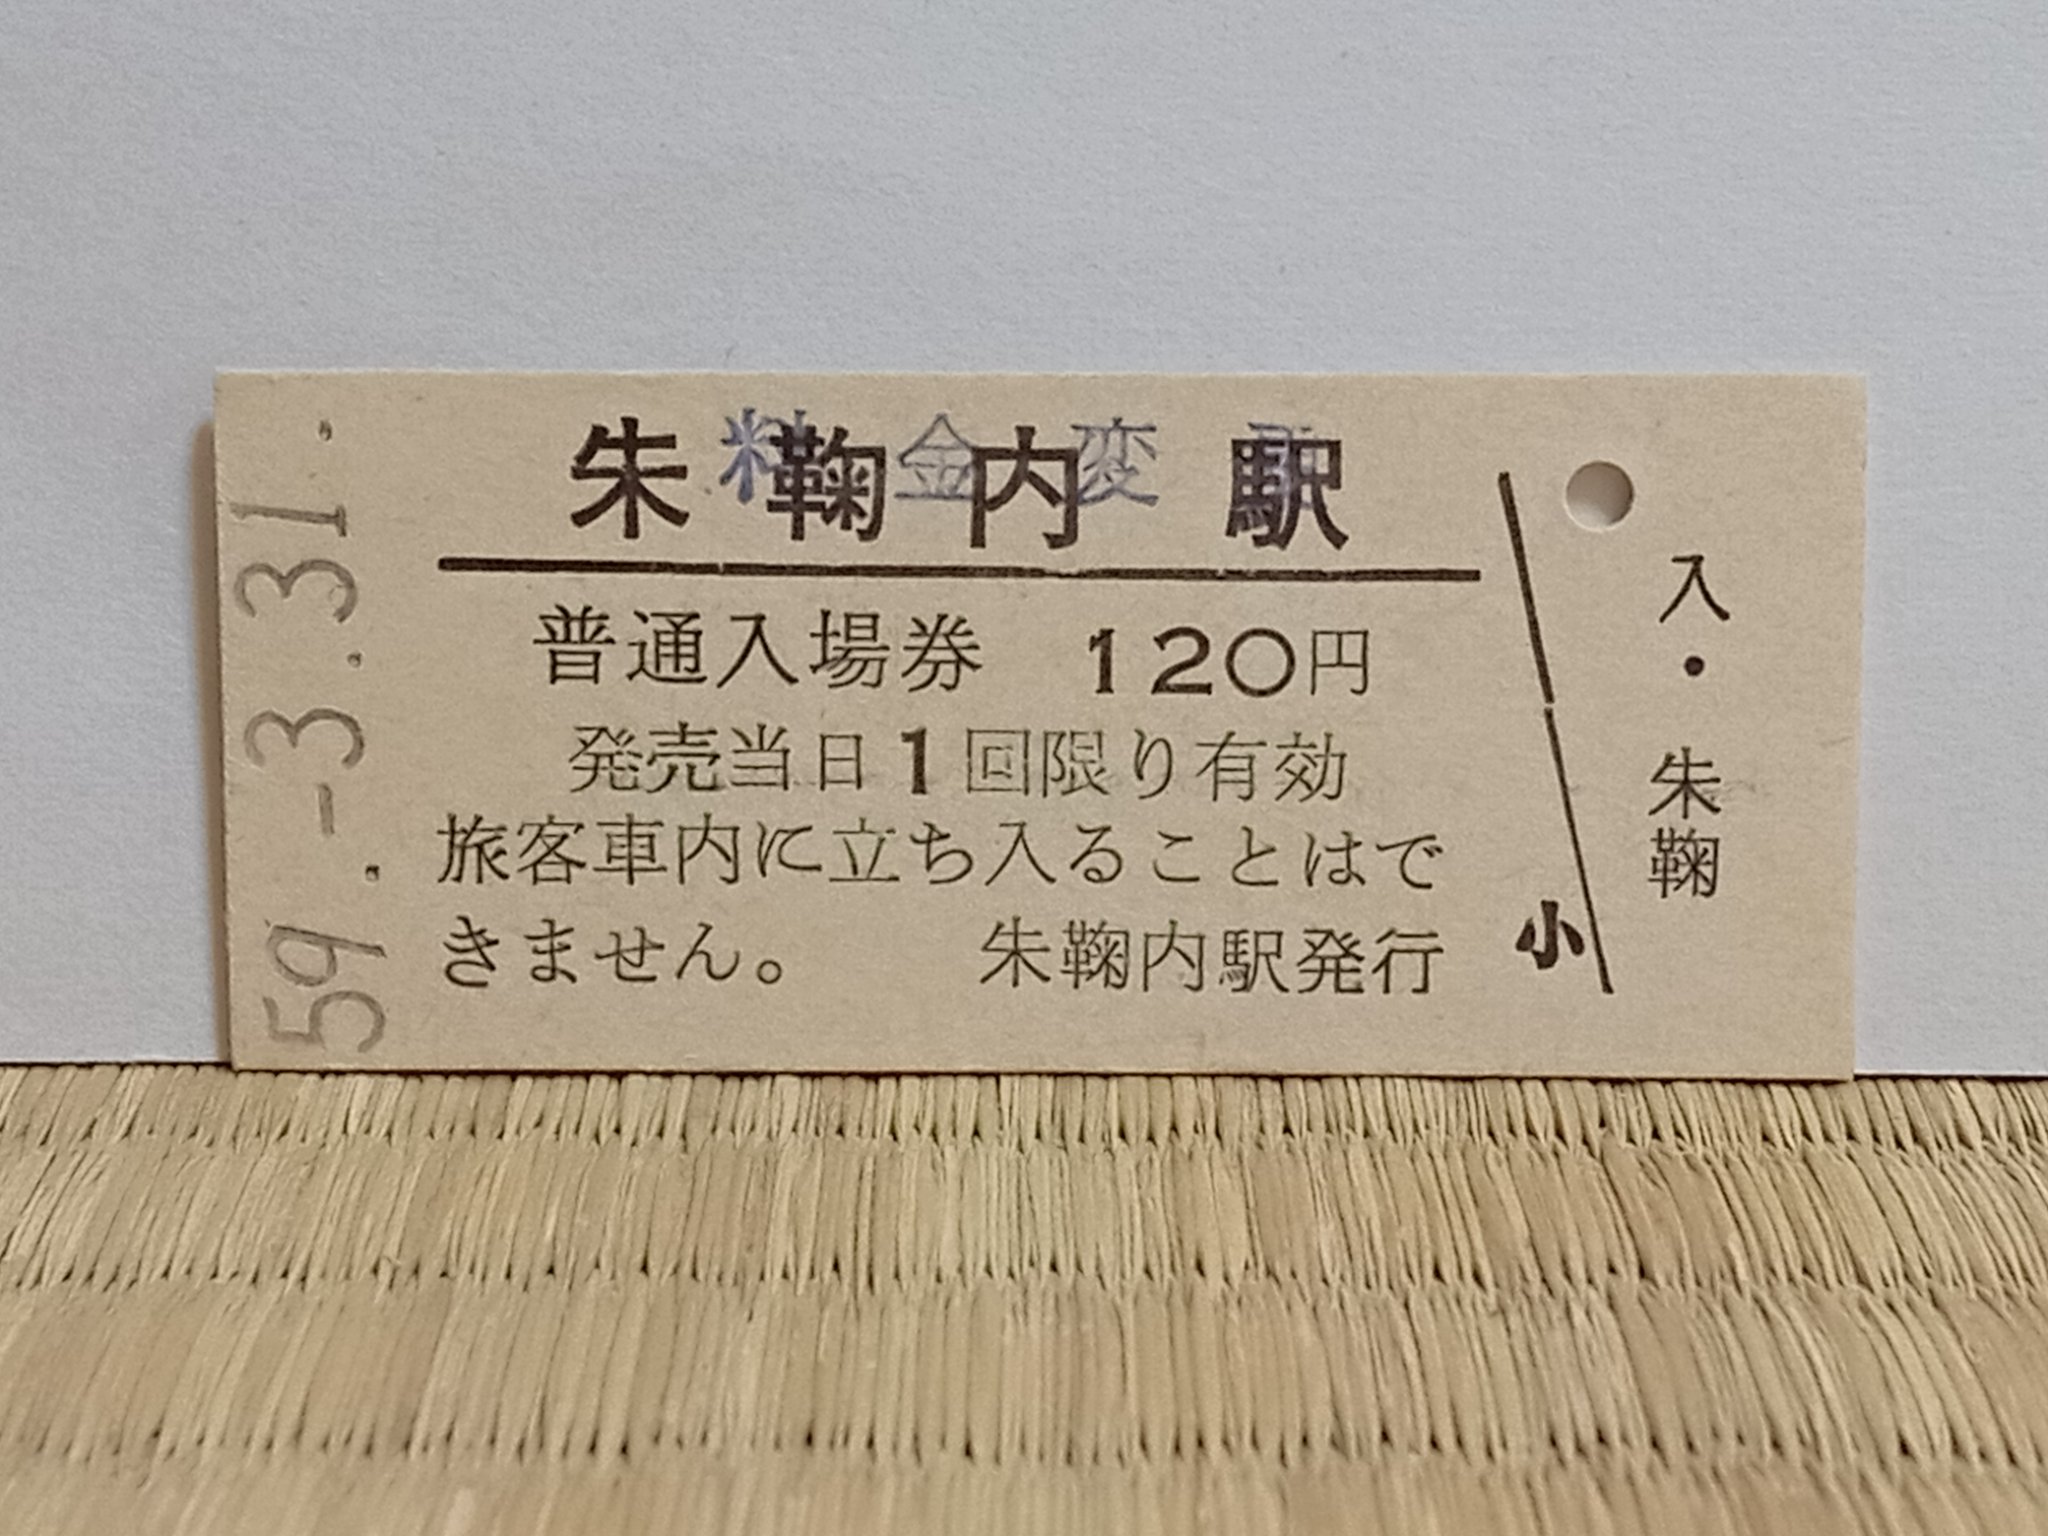 59.-3.31.
料金変更
朱鞠内駅
普通入場券 120円
発売当日1回限り有効
旅客車内に立ち入ることはで
きません。 朱鞠内駅発行
小
入・朱鞠